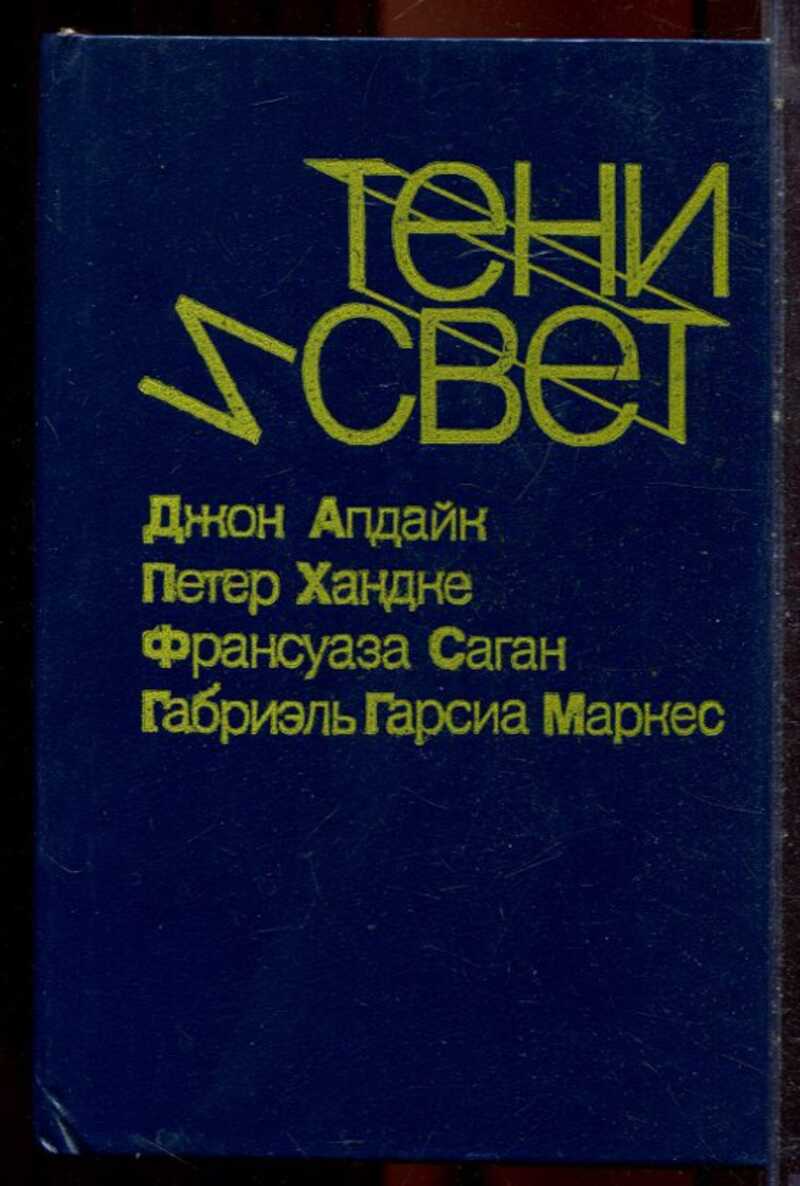 Тени
и свет
Джон Апдайк
Петер Хандке
Франсуаза Саган
Габриэль Гарсиа Маркес